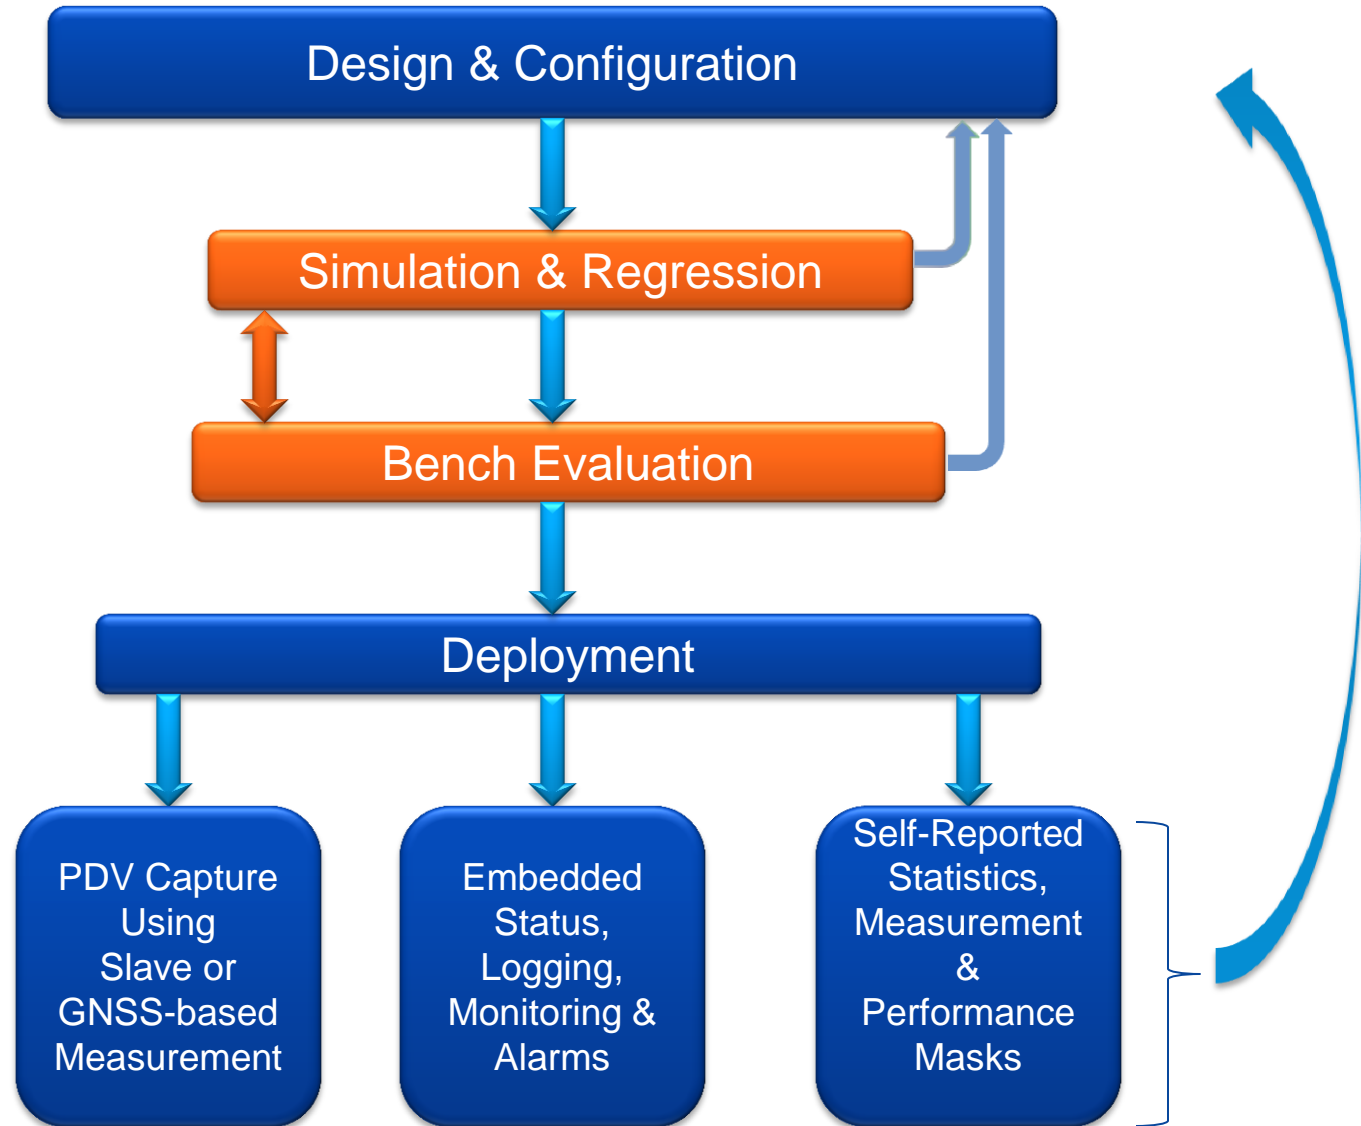 Design & Configuration
Simulation & Regression
Bench Evaluation
Deployment
PDV Capture
Using
Slave or
GNSS-based
Measurement
Embedded
Status,
Logging,
Monitoring &
Alarms
Self-Reported
Statistics,
Measurement
&
Performance
Masks